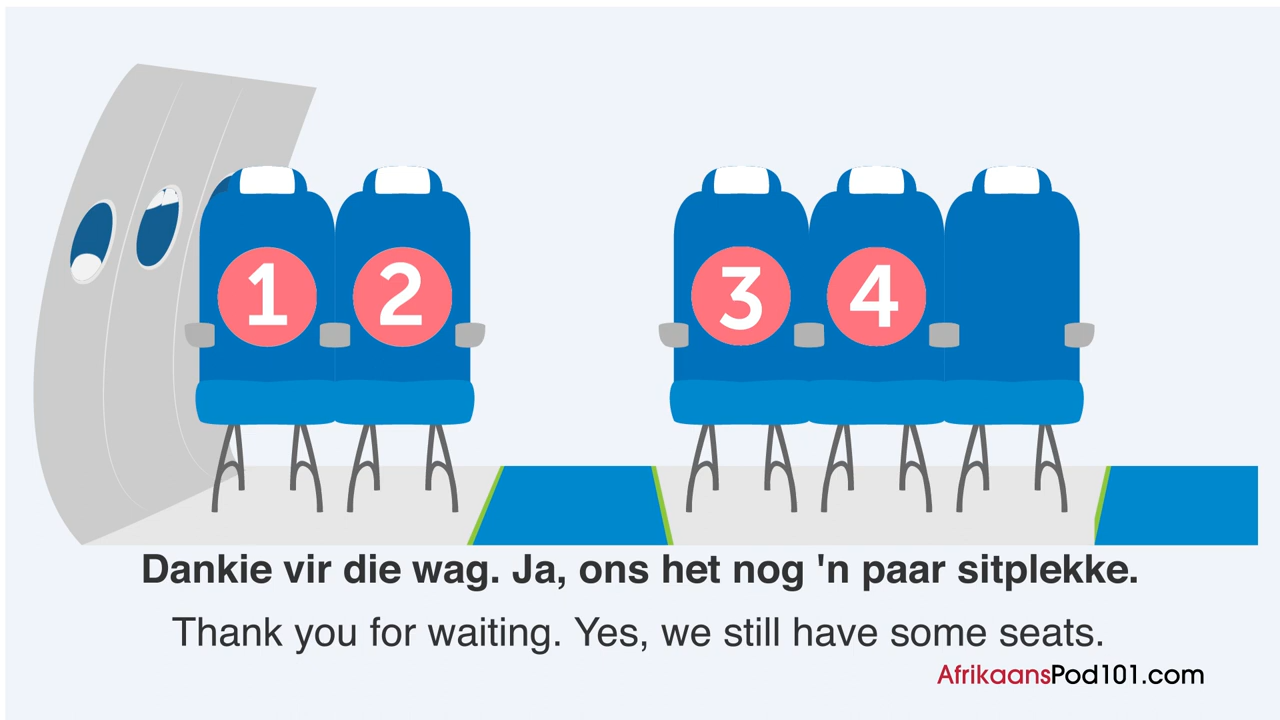 1 2 3 4
Dankie vir die wag. Ja, ons het nog 'n paar sitplekke.
Thank you for waiting. Yes, we still have some seats.
AfrikaansPod101.com